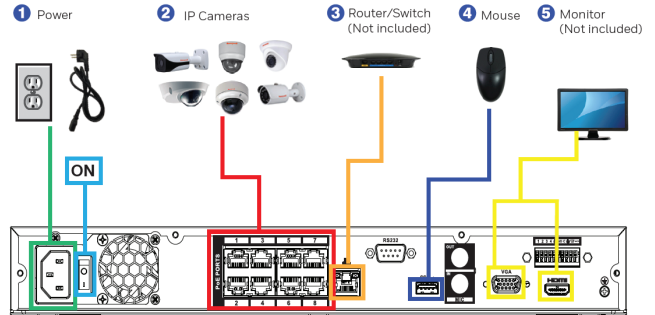 1 Power
2 IP Cameras
3 Router/Switch
(Not included)
4 Mouse
5 Monitor
(Not included)
ON
PoE PORTS
1 3 5 7
2 4 6 8
RS232
OUT
VGA
HDMI